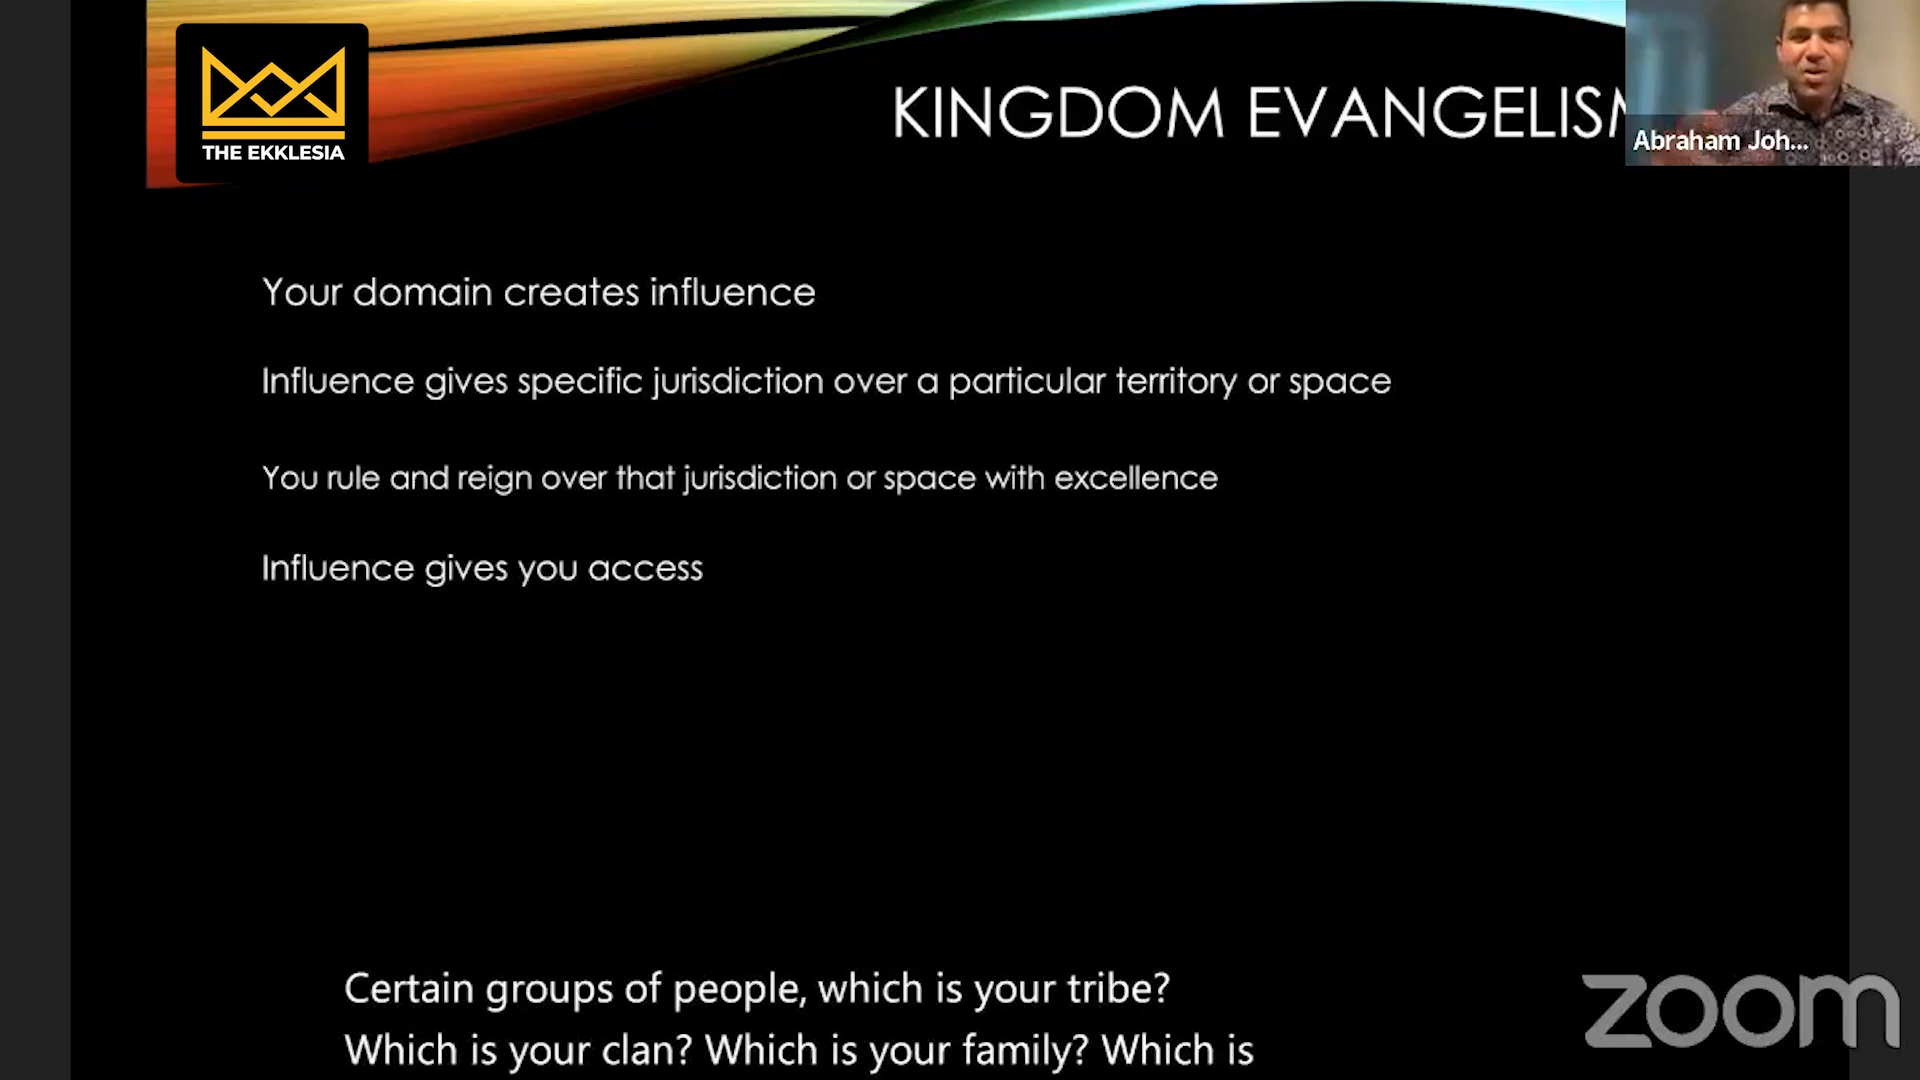 THE EKKLESIA
KINGDOM EVANGELISM
Abraham Joh...
Your domain creates influence
Influence gives specific jurisdiction over a particular territory or space
You rule and reign over that jurisdiction or space with excellence
Influence gives you access
Certain groups of people, which is your tribe?
Which is your clan? Which is your family? Which is
zoom